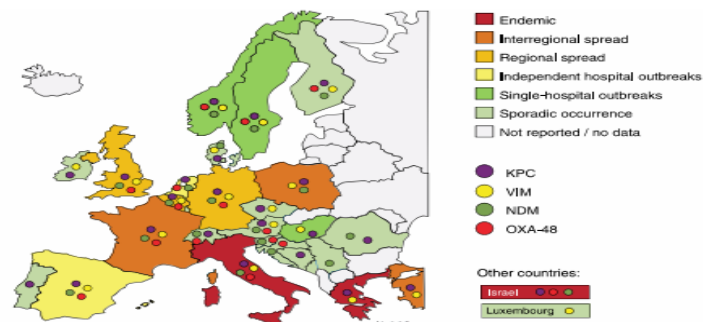 Endemic
Interregional spread
Regional spread
Independent hospital outbreaks
Single-hospital outbreaks
Sporadic occurrence
Not reported / no data
KPC
VIM
NDM
OXA-48
Other countries:
Israel
Luxembourg